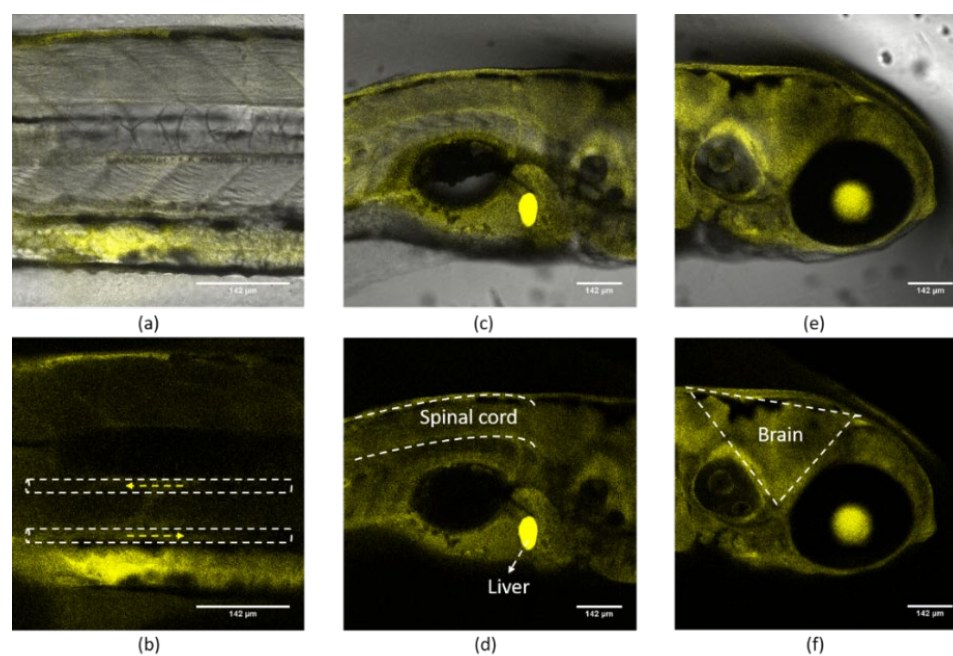 142 μm
142 μm
142 μm
(a)
(c)
(e)
Spinal cord
Brain
Liver
142 μm
142 μm
142 μm
(b)
(d)
(f)